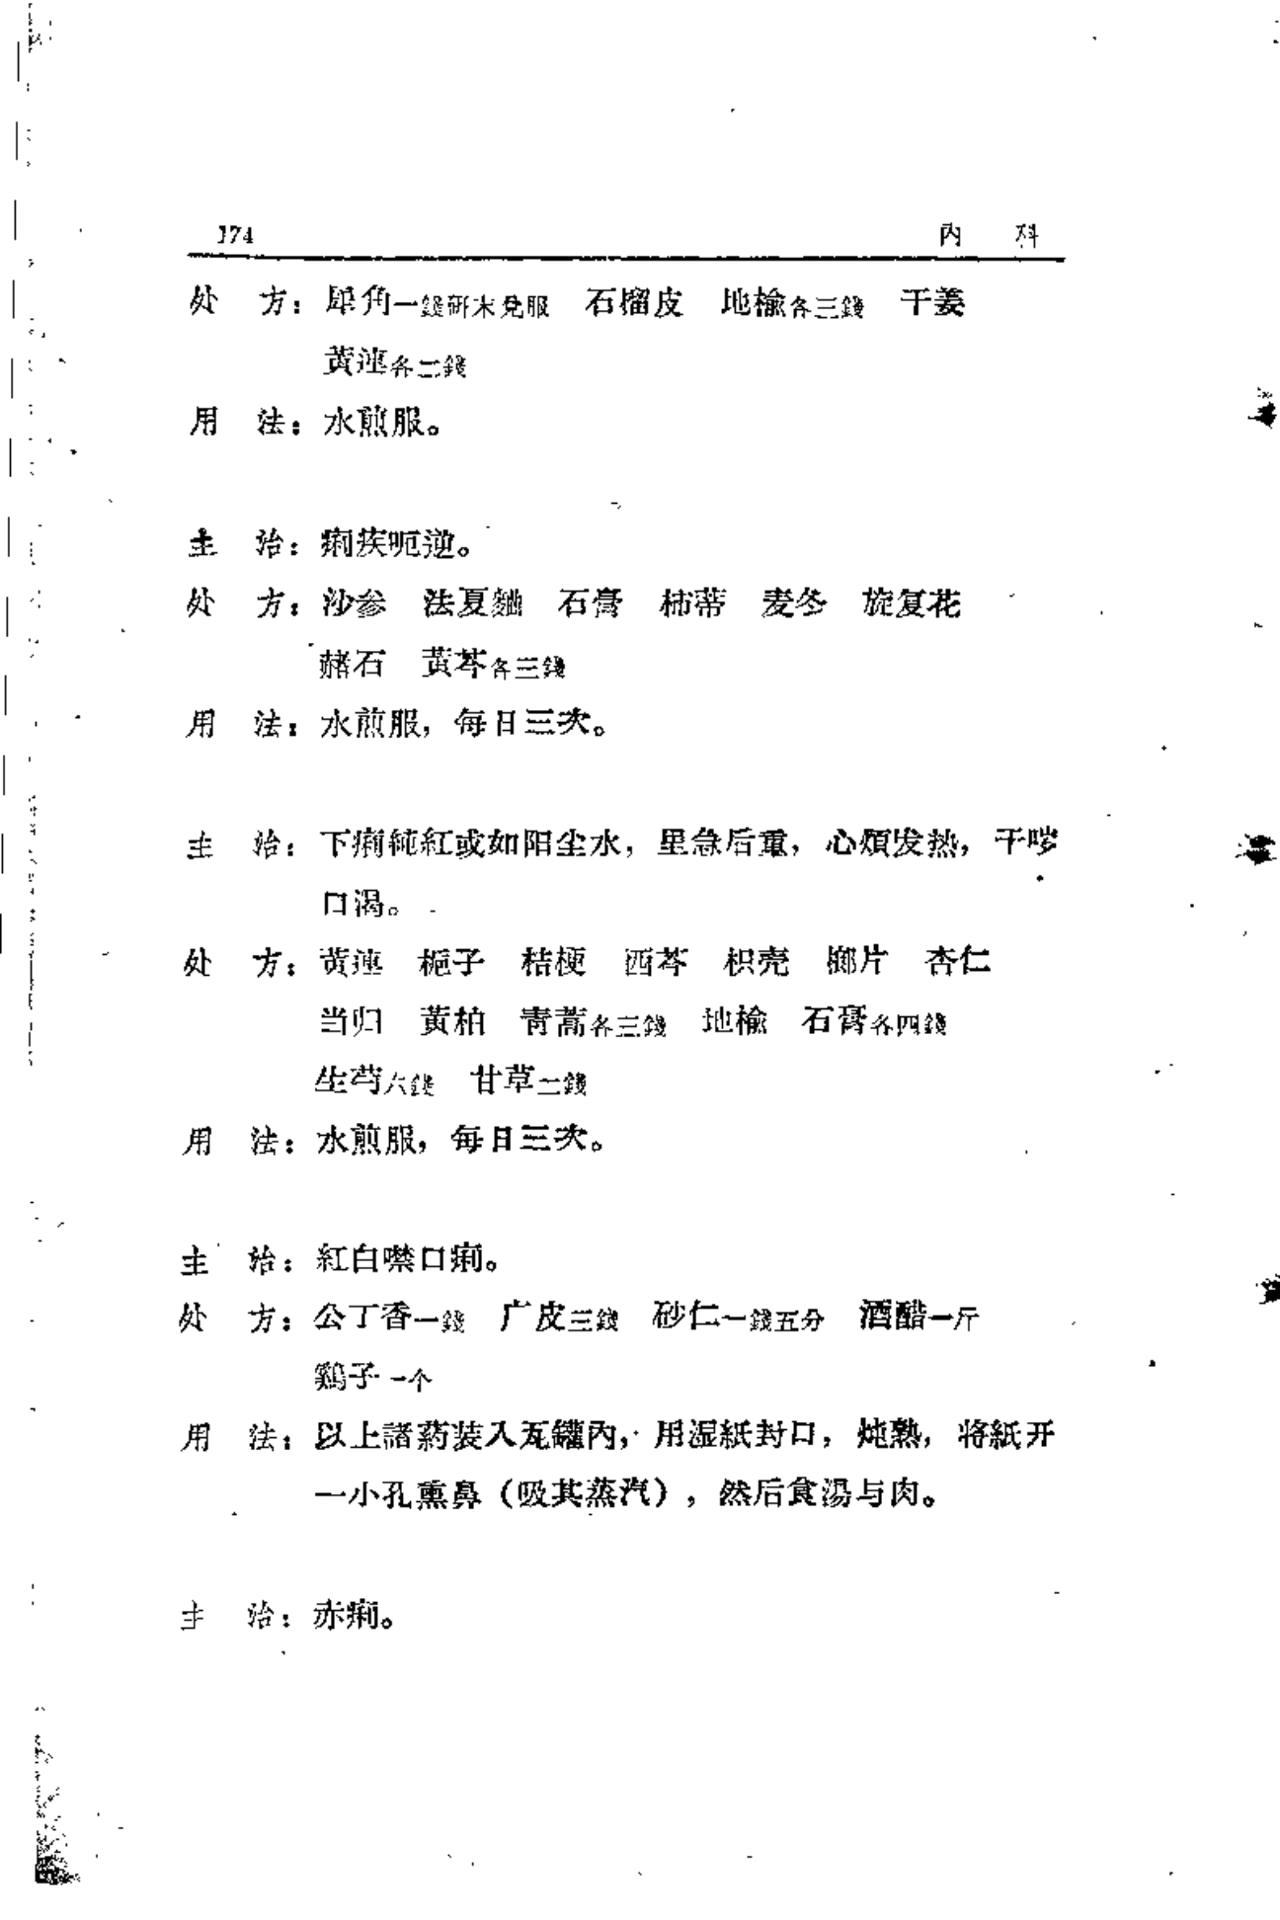 174 内 科
处 方：犀角一錢研末兌服 石榴皮 地榆各三錢 干姜
黃連各二錢
用 法：水煎服。
主 治：痢疾呃逆。
处 方：沙参 法夏麯 石膏 柿蒂 麦冬 旋复花
赭石 黃芩各三錢
用 法：水煎服，每日三次。
主 治：下痢純紅或如阳尘水，里急后重，心煩发热，干哕
口渴。
处 方：黃連 梔子 桔梗 西芩 枳壳 榔片 杏仁
当归 黃柏 青蒿各三錢 地榆 石膏各四錢
生芍六錢 甘草二錢
用 法：水煎服，每日三次。
主 治：紅白噤口痢。
处 方：公丁香一錢 广皮三錢 砂仁一錢五分 酒醋一斤
鷄子一个
用 法：以上諸药装入瓦罐內，用湿紙封口，炖熟，将紙开
一小孔熏鼻（吸其蒸汽），然后食湯与肉。
主 治：赤痢。